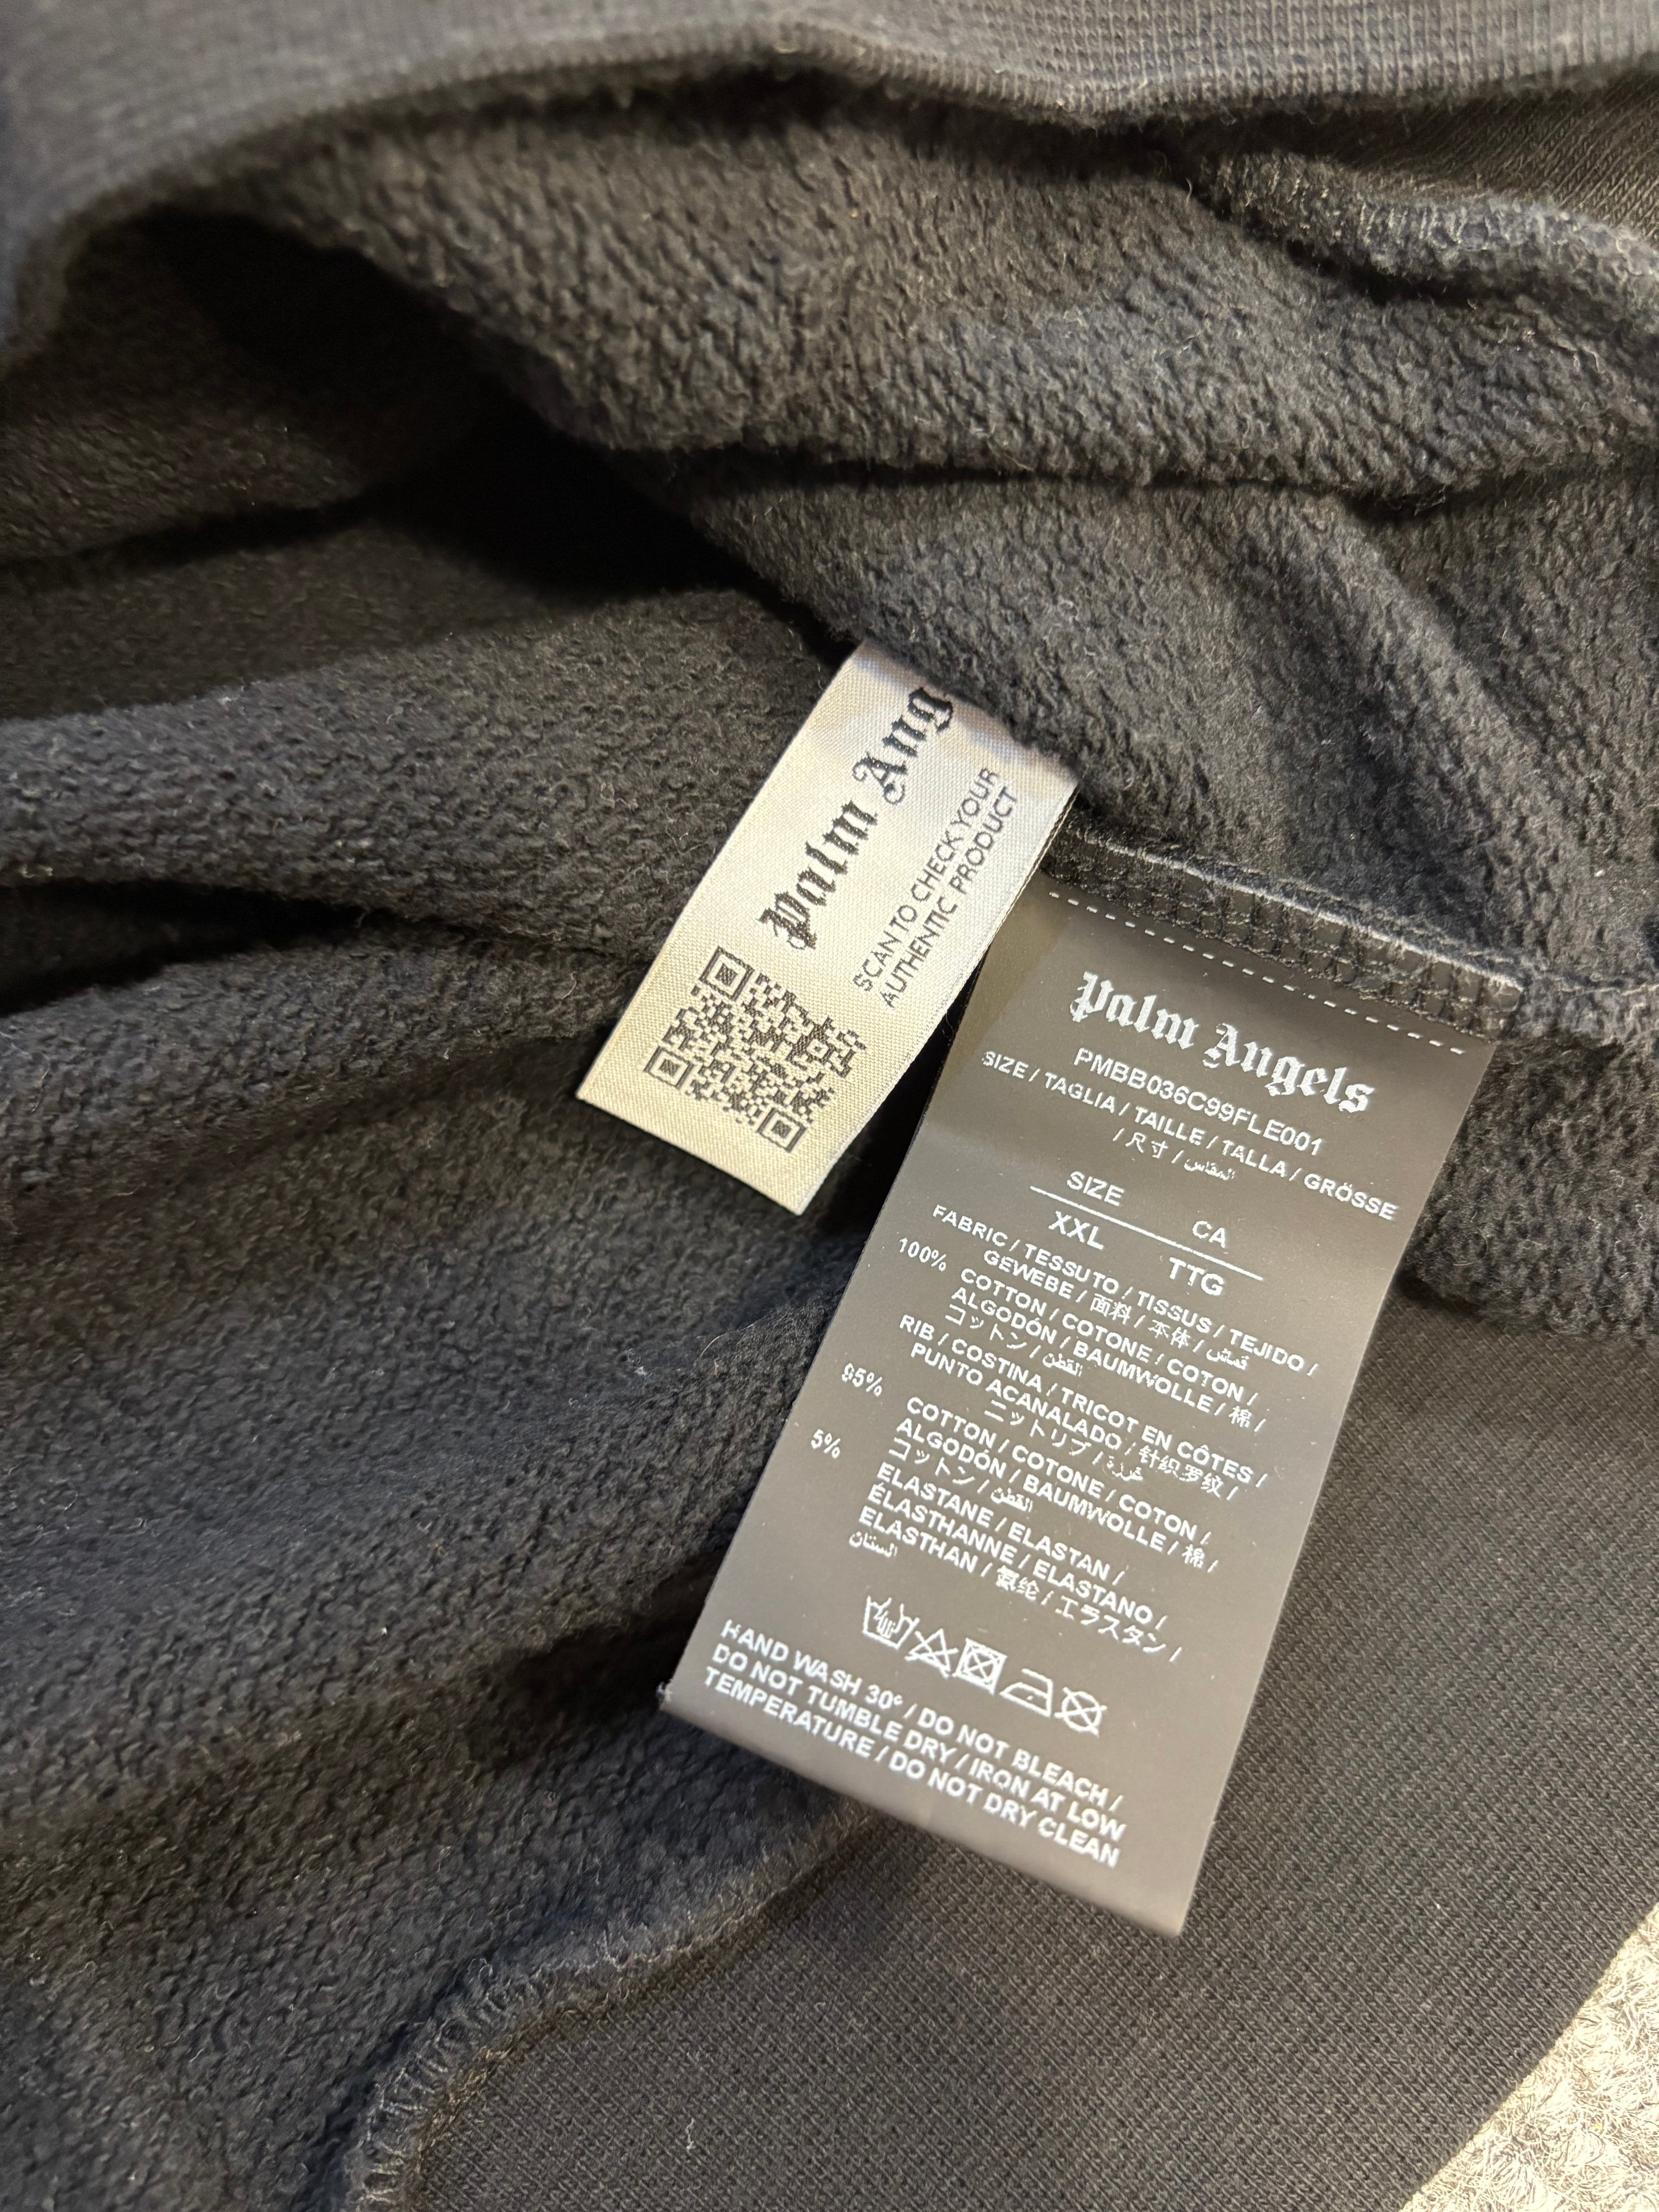 Palm Ang
SCAN TO CHECK YOUR
AUTHENTIC PRODUCT
Palm Angels
PMBB036C99FLE001
SIZE / TAGLIA / TAILLE / TALLA / GRÖSSE
/ 尺寸 / المقاس
SIZE CA
XXL TTG
FABRIC / TESSUTO / TISSUS / TEJIDO /
GEWEBE / 面料 / 本体 / قماش
100% COTTON / COTONE / COTON /
ALGODÓN / BAUMWOLLE / 棉 /
コットン / القطن
RIB / COSTINA / TRICOT EN CÔTES /
PUNTO ACANALADO / 针织罗纹 /
ニットリブ /
95% COTTON / COTONE / COTON /
ALGODÓN / BAUMWOLLE / 棉 /
コットン / القطن
5% ELASTANE / ELASTAN /
ÉLASTHANNE / ELASTANO /
ELASTHAN / 氨纶 / エラスタン /
HAND WASH 30° / DO NOT BLEACH /
DO NOT TUMBLE DRY / IRON AT LOW
TEMPERATURE / DO NOT DRY CLEAN